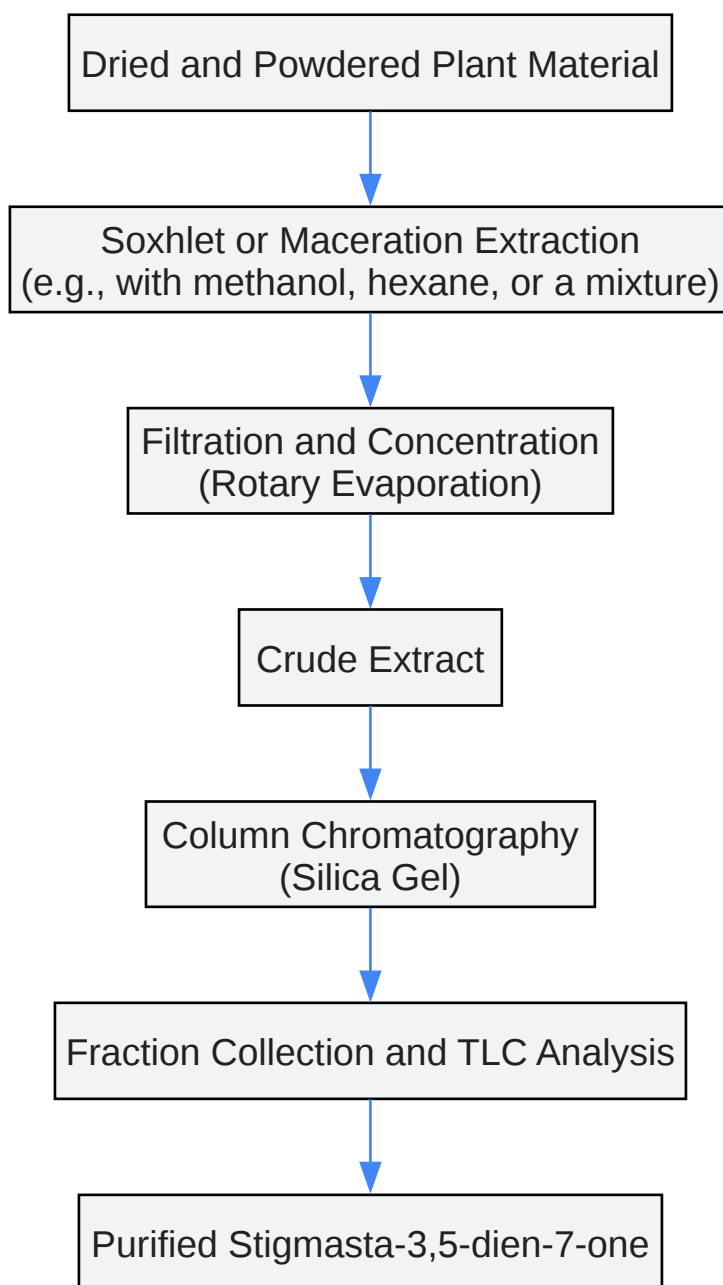 Dried and Powdered Plant Material
Soxhlet or Maceration Extraction
(e.g., with methanol, hexane, or a mixture)
Filtration and Concentration
(Rotary Evaporation)
Crude Extract
Column Chromatography
(Silica Gel)
Fraction Collection and TLC Analysis
Purified Stigmasta-3,5-dien-7-one